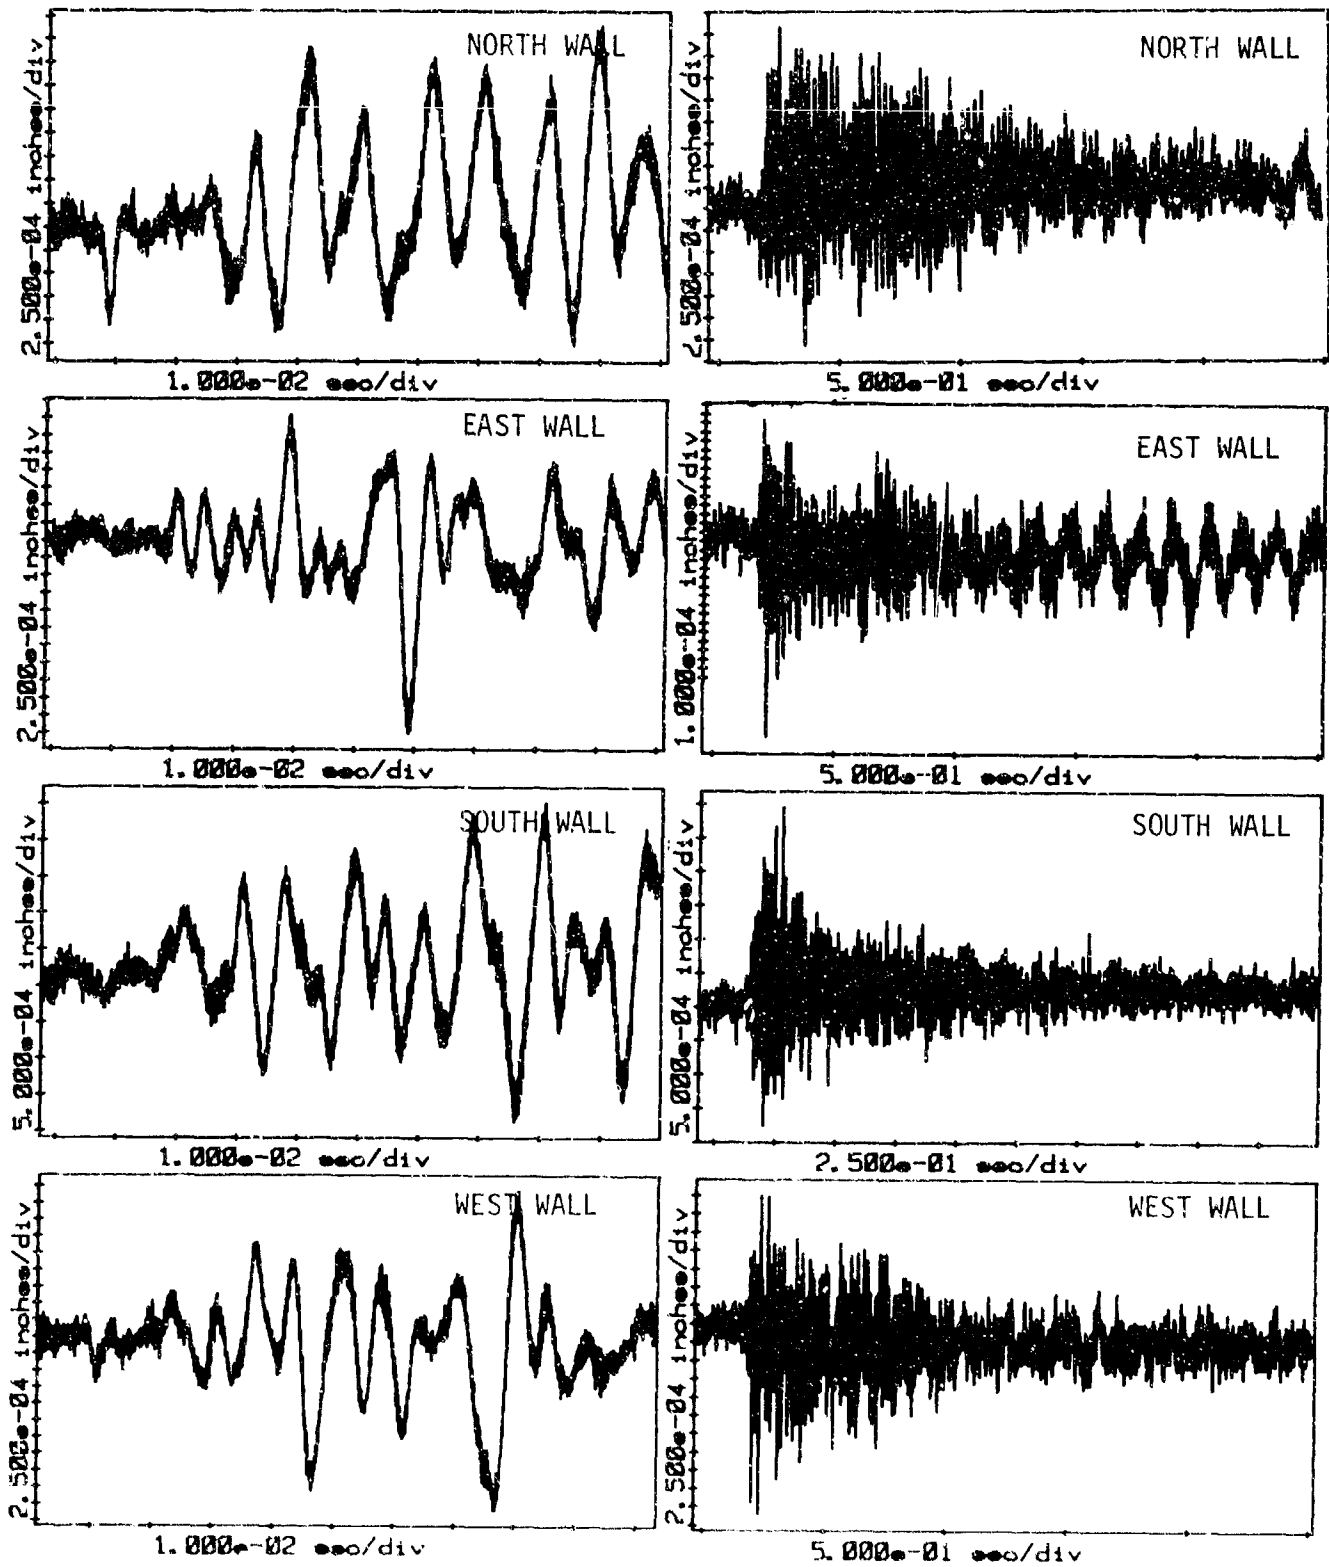 2.500e-04 inches/div
NORTH WALL
1.000e-02 sec/div
2.500e-04 inches/div
NORTH WALL
5.000e-01 sec/div
2.500e-04 inches/div
EAST WALL
1.000e-02 sec/div
1.000e-04 inches/div
EAST WALL
5.000e-01 sec/div
5.000e-04 inches/div
SOUTH WALL
1.000e-02 sec/div
5.000e-04 inches/div
SOUTH WALL
2.500e-01 sec/div
2.500e-04 inches/div
WEST WALL
1.000e-02 sec/div
2.500e-04 inches/div
WEST WALL
5.000e-01 sec/div